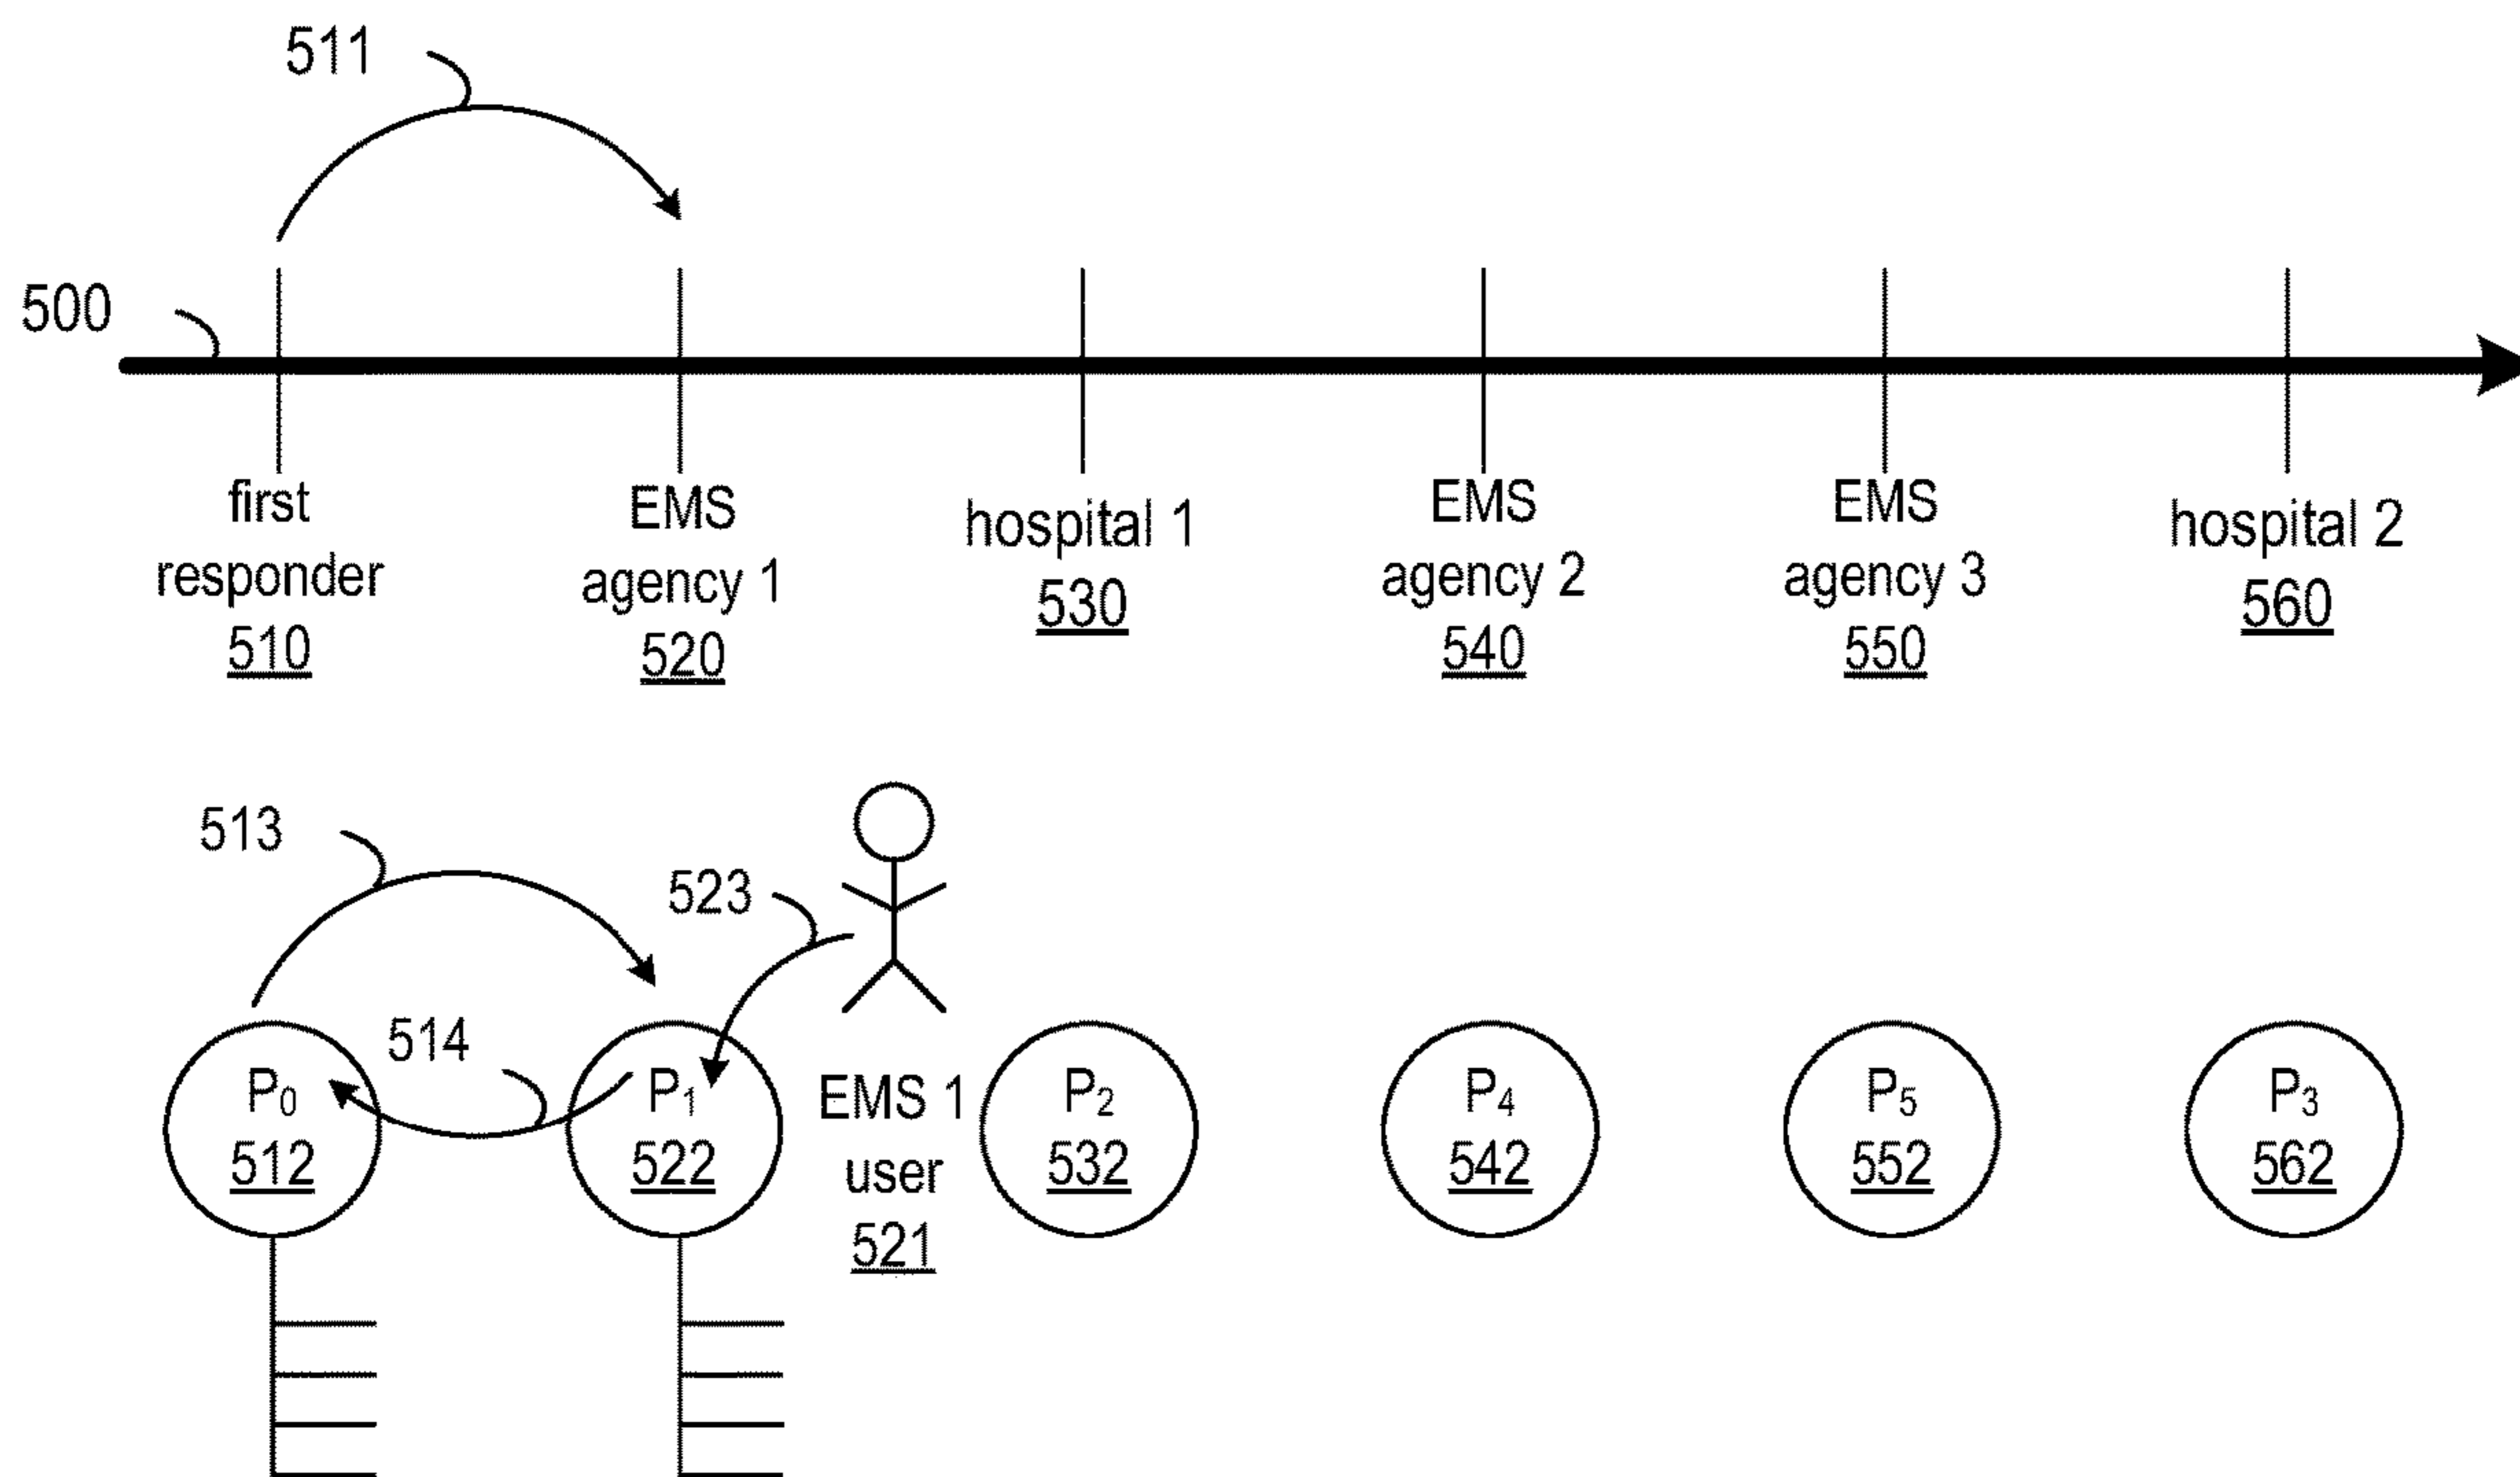 511
500
first
responder
510
EMS
agency 1
520
hospital 1
530
EMS
agency 2
540
EMS
agency 3
550
hospital 2
560
513
523
514
P₀
512
P₁
522
EMS 1
user
521
P₂
532
P₄
542
P₅
552
P₃
562